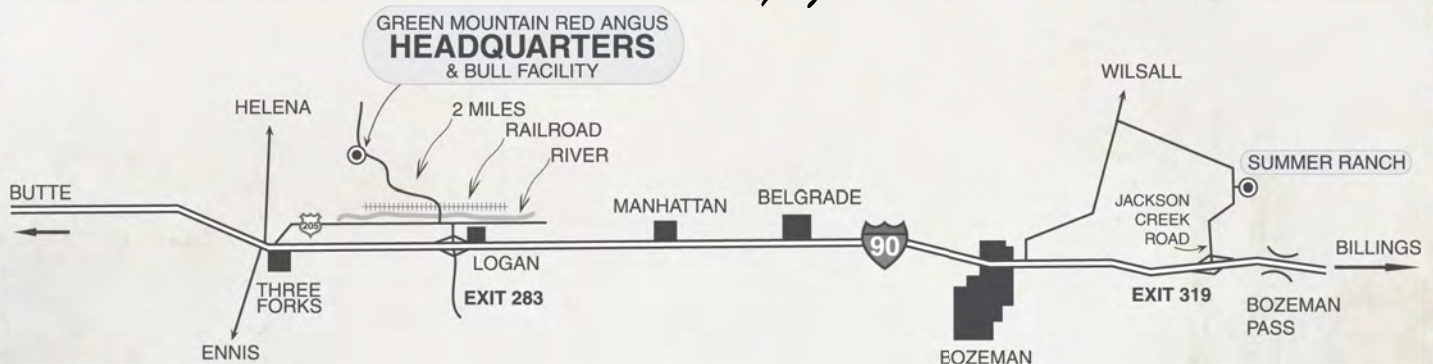 GREEN MOUNTAIN RED ANGUS
HEADQUARTERS
& BULL FACILITY
WILSALL
HELENA
2 MILES
RAILROAD
RIVER
SUMMER RANCH
BUTTE
205
MANHATTAN
BELGRADE
JACKSON
CREEK
ROAD
90
BILLINGS
LOGAN
THREE
FORKS
EXIT 283
EXIT 319
BOZEMAN
PASS
ENNIS
BOZEMAN